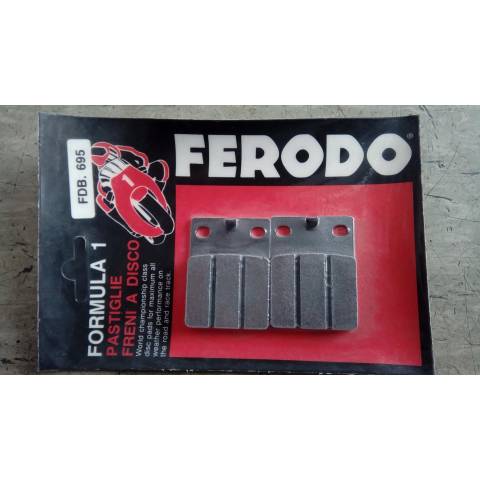 FERODO®
FDB. 695
FORMULA 1
PASTIGLIE
FRENI A DISCO
World championship class
disc pads for maximum all
weather performance on
the road and race track.